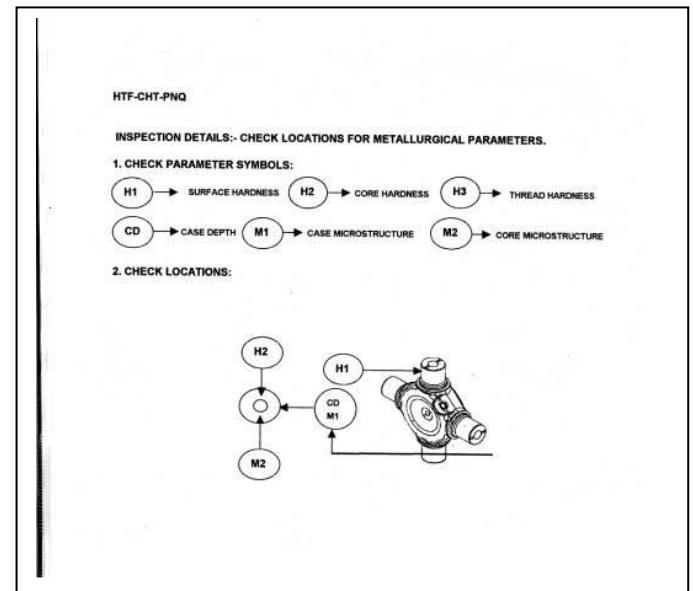 HTF-CHT-PNQ
INSPECTION DETAILS:- CHECK LOCATIONS FOR METALLURGICAL PARAMETERS.
1. CHECK PARAMETER SYMBOLS:
H1 SURFACE HARDNESS H2 CORE HARDNESS H3 THREAD HARDNESS
CD CASE DEPTH M1 CASE MICROSTRUCTURE M2 CORE MICROSTRUCTURE
2. CHECK LOCATIONS:
H2
H1
CD
M1
M2